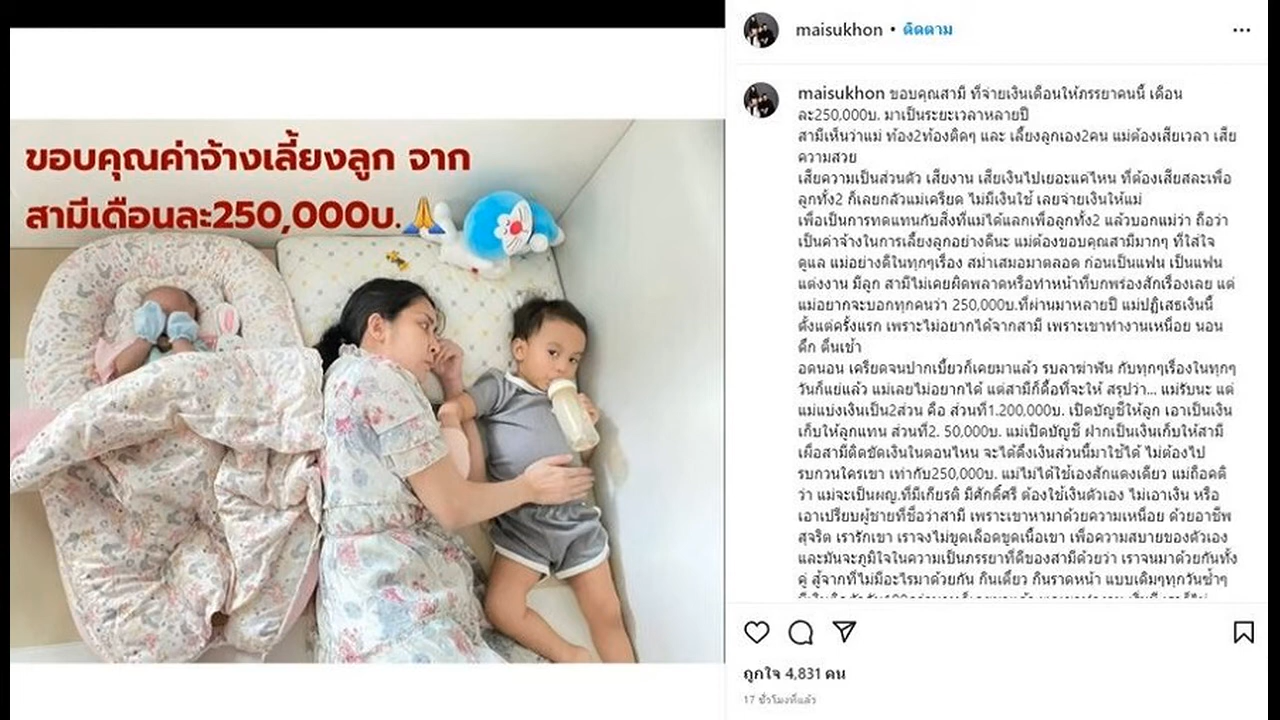 ขอบคุณค่าจ้างเลี้ยงลูก จาก
สามีเดือนละ250,000บ.🙏
maisukhon • ติดตาม
maisukhon ขอบคุณสามี ที่จ่ายเงินเดือนให้ภรรยาคนนี้ เดือน
ละ250,000บ. มาเป็นระยะเวลาหลายปี
สามีเห็นว่าแม่ ท้อง2ท้องติดๆ และ เลี้ยงลูกเอง2คน แม่ต้องเสียเวลา เสีย
ความสวย
เสียความเป็นส่วนตัว เสียงาน เสียเงินไปเยอะแค่ไหน ที่ต้องเสียสละเพื่อ
ลูกทั้ง2 ก็เลยกลัวแม่เครียด ไม่มีเงินใช้ เลยจ่ายเงินให้แม่
เพื่อเป็นการทดแทนกับสิ่งที่แม่ได้แลกเพื่อลูกทั้ง2 แล้วบอกแม่ว่า ถือว่า
เป็นค่าจ้างในการเลี้ยงลูกอย่างดีนะ แม่ต้องขอบคุณสามีมากๆ ที่ใส่ใจ
ดูแล แม่อย่างดีในทุกๆเรื่อง สม่ำเสมอมาตลอด ก่อนเป็นแฟน เป็นแฟน
แต่งงาน มีลูก สามีไม่เคยผิดพลาดหรือทำหน้าที่บกพร่องสักเรื่องเลย แต่
แม่อยากจะบอกทุกคนว่า 250,000บ.ที่ผ่านมาหลายปี แม่ปฏิเสธเงินนี้
ตั้งแต่ครั้งแรก เพราะไม่อยากได้จากสามี เพราะเขาทำงานเหนื่อย นอน
ดึก ตื่นเช้า
อดนอน เครียดจนปากเบี้ยวก็เคยมาแล้ว รบลาฆ่าฟัน กับทุกๆเรื่องในทุกๆ
วันก็แย่แล้ว แม่เลยไม่อยากได้ แต่สามีก็ดื้อที่จะให้ สรุปว่า... แม่รับนะ แต่
แม่แบ่งเงินเป็น2ส่วน คือ ส่วนที่1.200,000บ. เปิดบัญชีให้ลูก เอาเป็นเงิน
เก็บให้ลูกแทน ส่วนที่2. 50,000บ. แม่เปิดบัญชี ฝากเป็นเงินเก็บให้สามี
เผื่อสามีติดขัดเงินในตอนไหน จะได้ดึงเงินส่วนนี้มาใช้ได้ ไม่ต้องไป
รบกวนใครเขา เท่ากับ250,000บ. แม่ไม่ได้ใช้เองสักแดงเดียว แม่ถือคติ
ว่า แม่จะเป็นผญ.ที่มีเกียรติ มีศักดิ์ศรี ต้องใช้เงินตัวเอง ไม่เอาเงิน หรือ
เอาเปรียบผู้ชายที่ชื่อว่าสามี เพราะเขาหามาด้วยความเหนื่อย ด้วยอาชีพ
สุจริต เรารักเขา เราจงไม่ขูดเลือดขูดเนื้อเขา เพื่อความสบายของตัวเอง
และมันจะภูมิใจในความเป็นภรรยาที่ดีของสามีด้วยว่า เราจนมาด้วยกันทั้ง
คู่ สู้จากที่ไม่มีอะไรมาด้วยกัน กินเตี๋ยว กินราดหน้า แบบเดิมๆทุกวันซ้ำๆ
ถูกใจ 4,831 คน
17 ชั่วโมงที่แล้ว